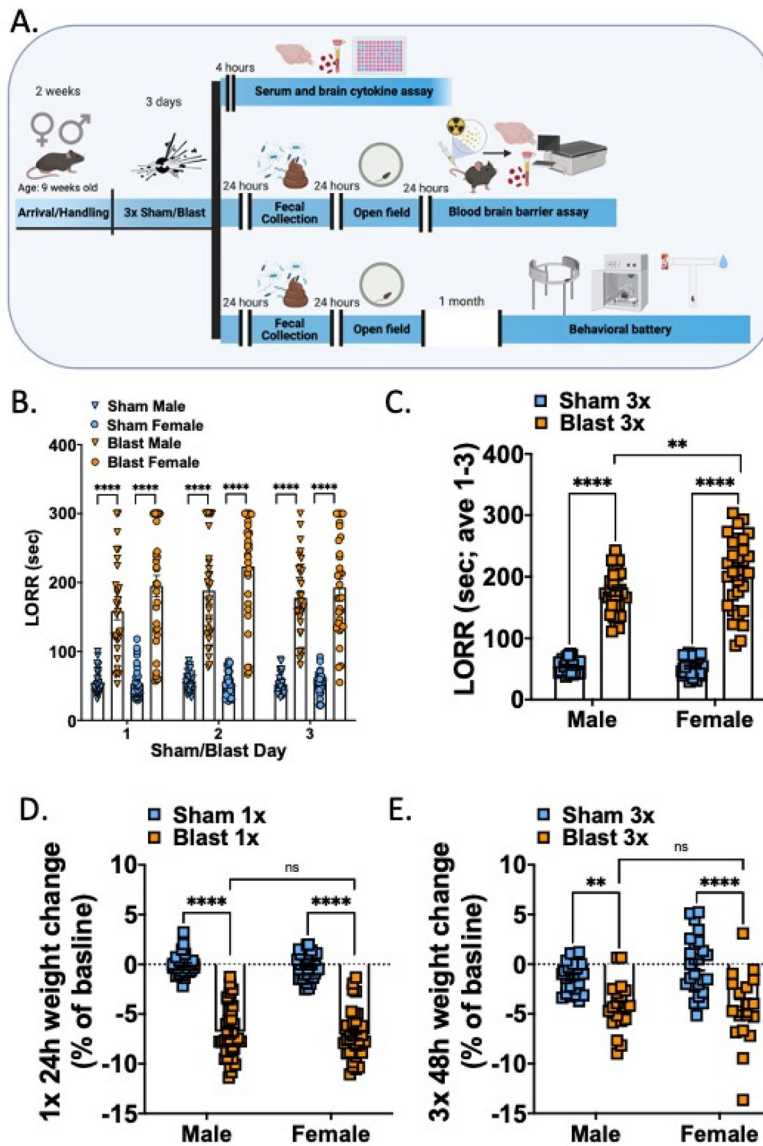 A.
4 hours
Serum and brain cytokine assay
2 weeks
3 days
Age: 9 weeks old
Arrival/Handling
3x Sham/Blast
24 hours
Fecal
Collection
24 hours
Open field
24 hours
Blood brain barrier assay
24 hours
Fecal
Collection
24 hours
Open field
1 month
Behavioral battery
B.
Sham Male
Sham Female
Blast Male
Blast Female
400
300
200
100
0
LORR (sec)
**** **** **** **** **** ****
1 2 3
Sham/Blast Day
C.
Sham 3x
Blast 3x
400
300
200
100
0
LORR (sec; ave 1-3)
**
**** ****
Male Female
D.
Sham 1x
Blast 1x
10
5
0
-5
-10
-15
1x 24h weight change
(% of basline)
ns
**** ****
Male Female
E.
Sham 3x
Blast 3x
10
5
0
-5
-10
-15
3x 48h weight change
(% of basline)
ns
** ****
Male Female